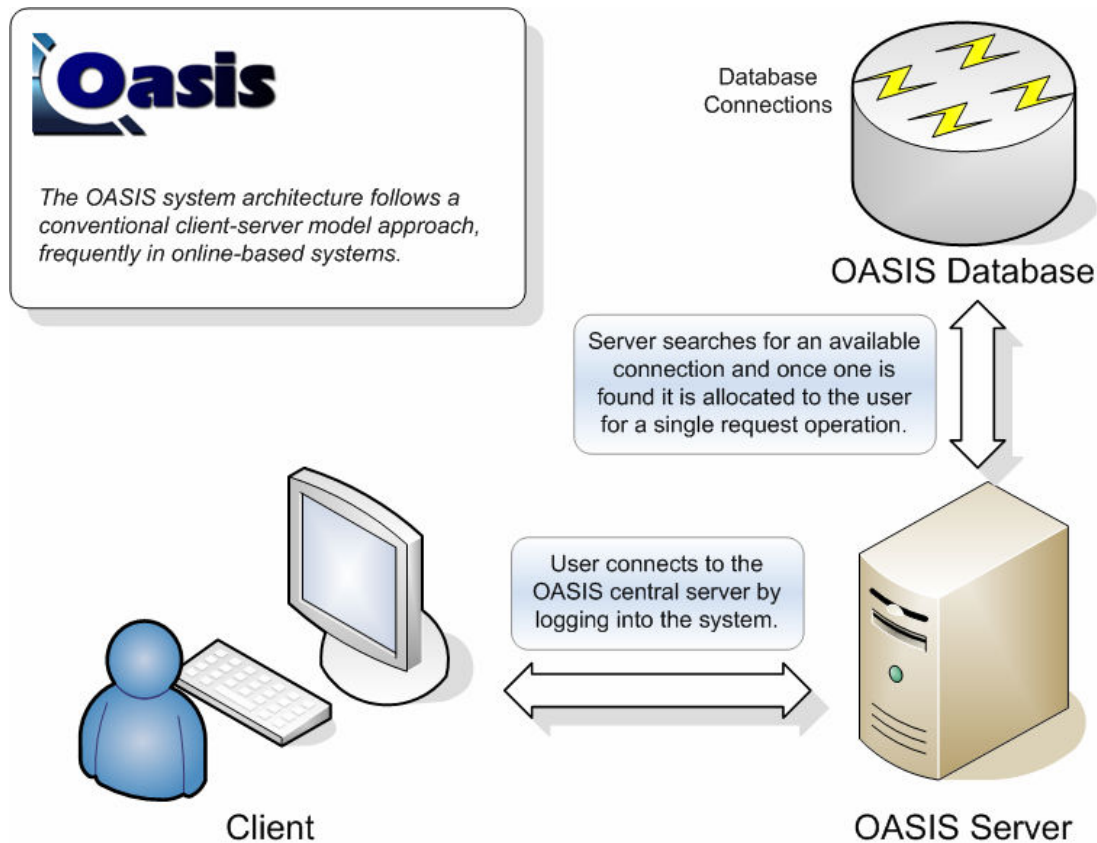 Oasis
The OASIS system architecture follows a
conventional client-server model approach,
frequently in online-based systems.
Database
Connections
OASIS Database
Server searches for an available
connection and once one is
found it is allocated to the user
for a single request operation.
User connects to the
OASIS central server by
logging into the system.
Client
OASIS Server